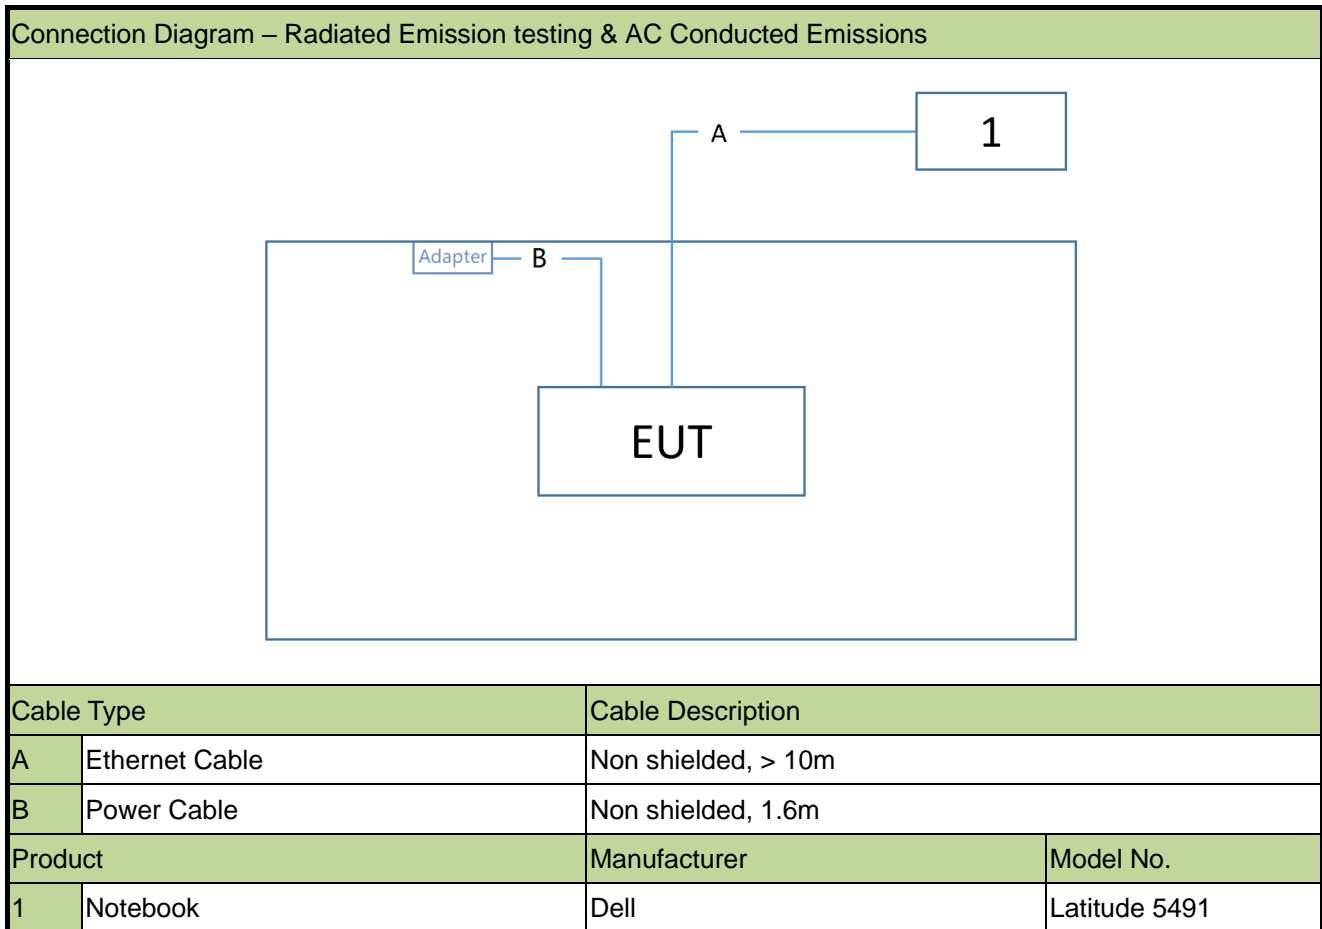 Connection Diagram – Radiated Emission testing & AC Conducted Emissions
A
1
Adapter
B
EUT
Cable Type Cable Description
A Ethernet Cable Non shielded, > 10m
B Power Cable Non shielded, 1.6m
Product Manufacturer Model No.
1 Notebook Dell Latitude 5491